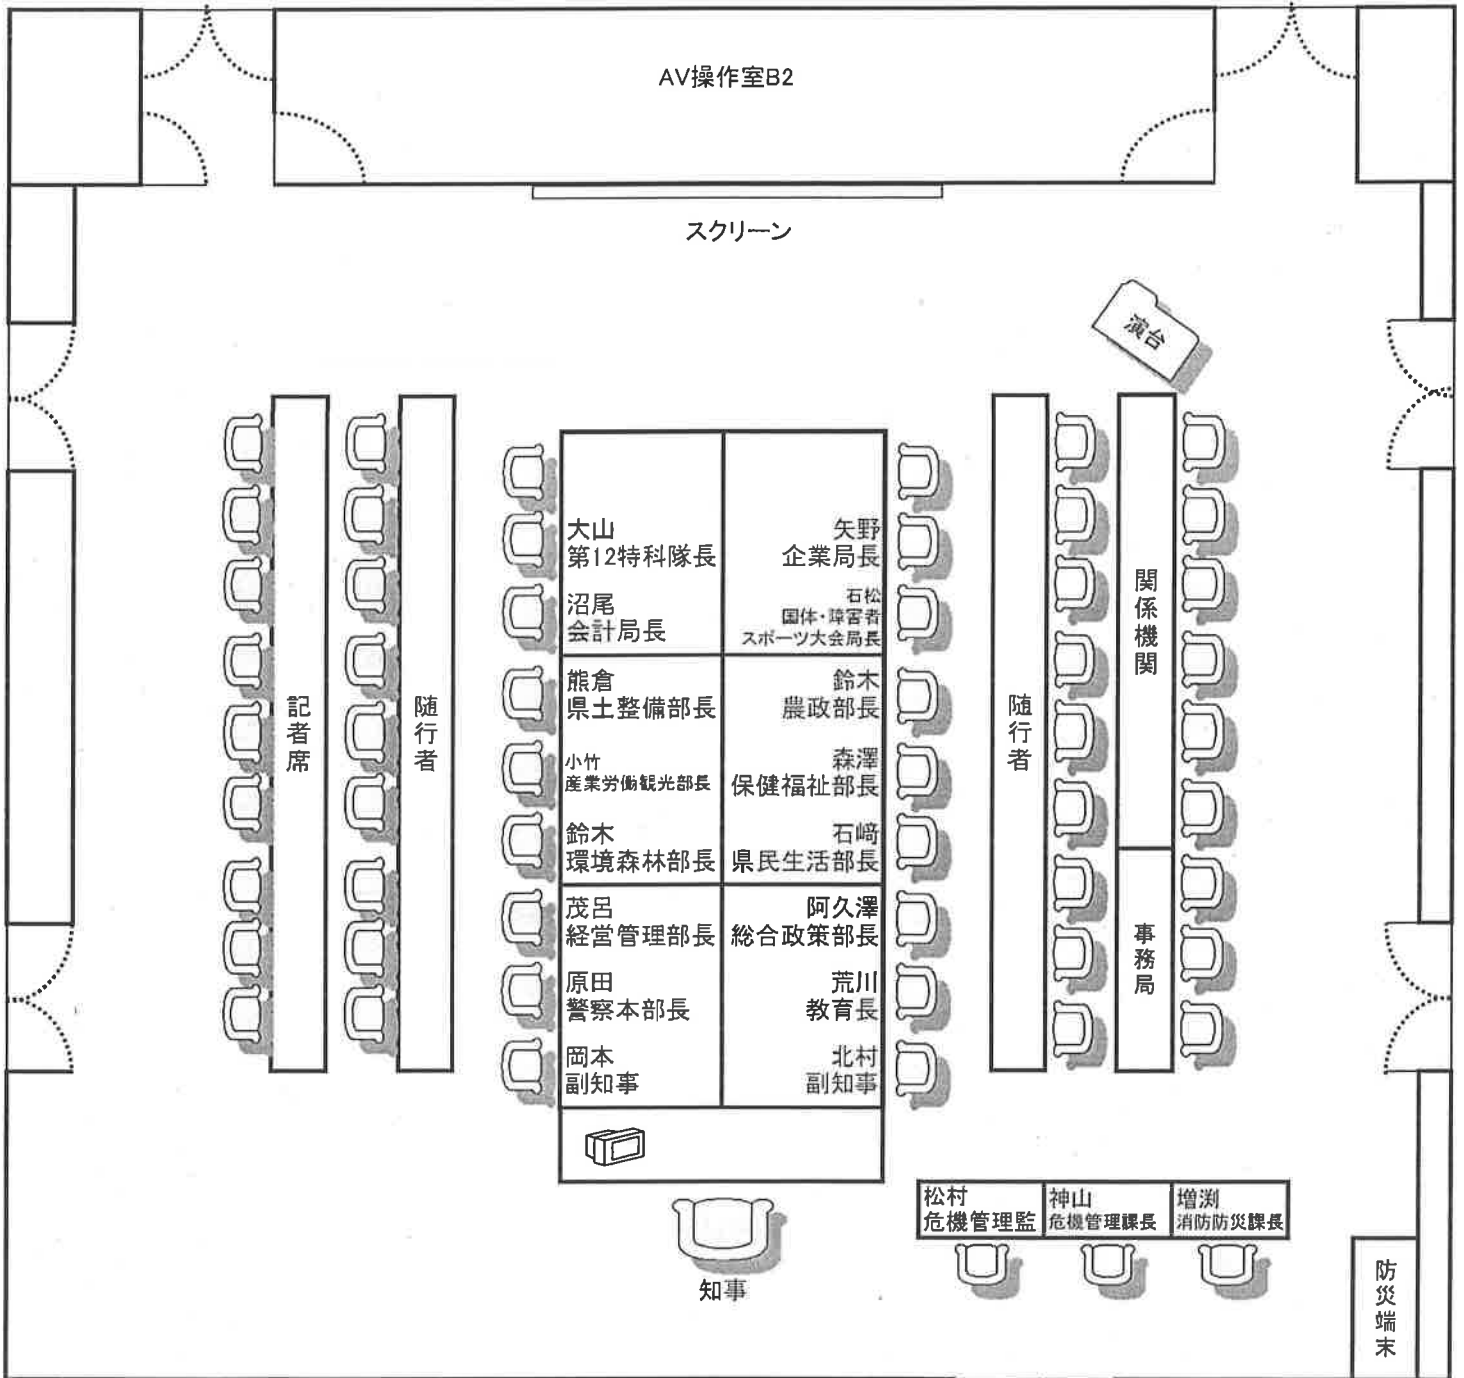 AV操作室B2
スクリーン
演台
記者席
随行者
大山
第12特科隊長
沼尾
会計局長
熊倉
県土整備部長
小竹
産業労働観光部長
鈴木
環境森林部長
茂呂
経営管理部長
原田
警察本部長
岡本
副知事
矢野
企業局長
石松
国体・障害者
スポーツ大会局長
鈴木
農政部長
森澤
保健福祉部長
石﨑
県民生活部長
阿久澤
総合政策部長
荒川
教育長
北村
副知事
随行者
関係機関
事務局
知事
松村
危機管理監
神山
危機管理課長
増渕
消防防災課長
防災端末